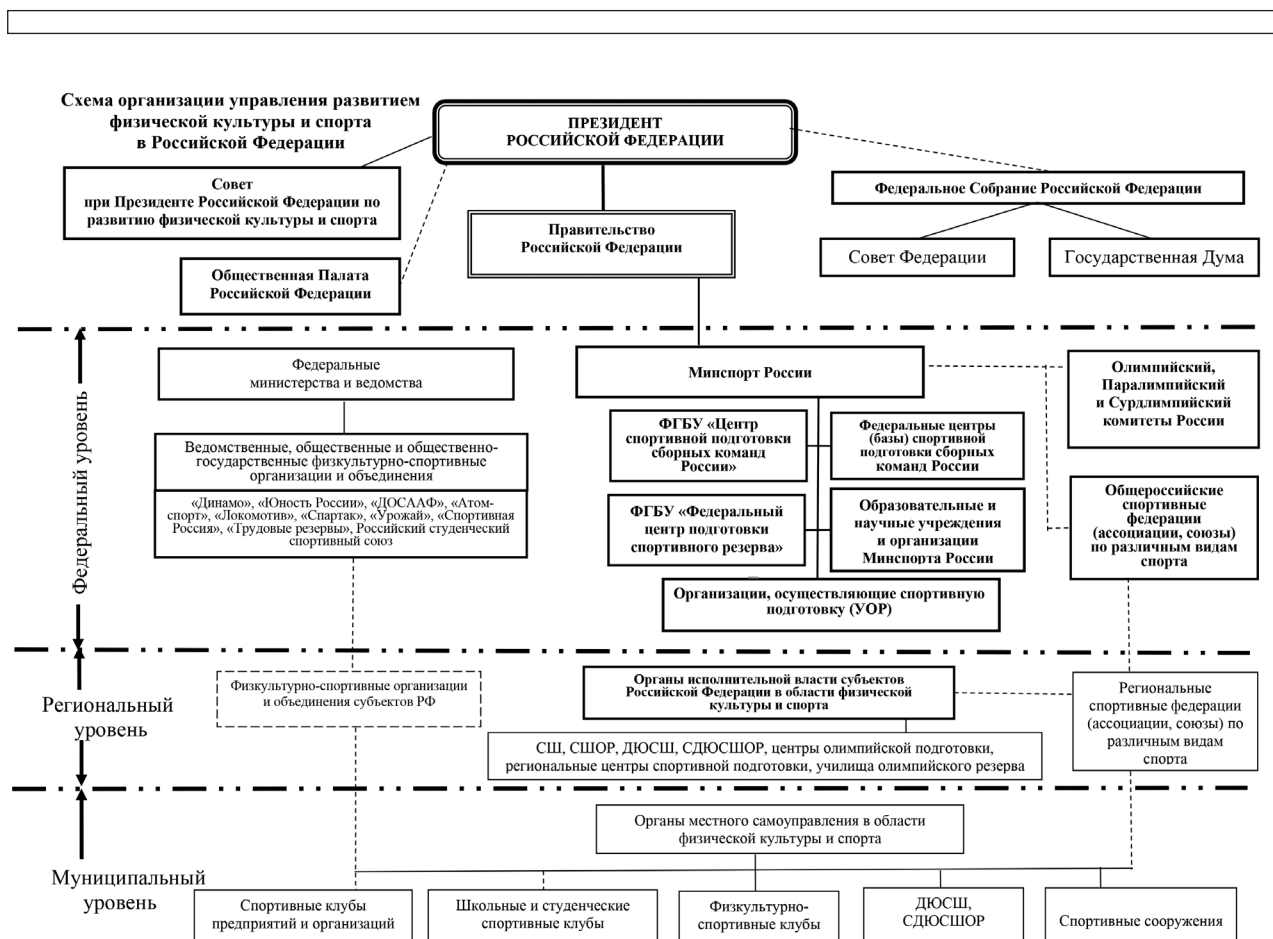 Схема организации управления развитием
физической культуры и спорта
в Российской Федерации
ПРЕЗИДЕНТ
РОССИЙСКОЙ ФЕДЕРАЦИИ
Совет
при Президенте Российской Федерации по
развитию физической культуры и спорта
Федеральное Собрание Российской Федерации
Правительство
Российской Федерации
Совет Федерации
Государственная Дума
Общественная Палата
Российской Федерации
Федеральный уровень
Федеральные
министерства и ведомства
Минспорт России
Олимпийский,
Паралимпийский
и Сурдлимпийский
комитеты России
Ведомственные, общественные и общественно-
государственные физкультурно-спортивные
организации и объединения
«Динамо», «Юность России», «ДОСААФ», «Атом-
спорт», «Локомотив», «Спартак», «Урожай», «Спортивная
Россия», «Трудовые резервы», Российский студенческий
спортивный союз
ФГБУ «Центр
спортивной подготовки
сборных команд
России»
Федеральные центры
(базы) спортивной
подготовки сборных
команд России
ФГБУ «Федеральный
центр подготовки
спортивного резерва»
Образовательные и
научные учреждения
и организации
Минспорта России
Общероссийские
спортивные
федерации
(ассоциации, союзы)
по различным видам
спорта
Организации, осуществляющие спортивную
подготовку (УОР)
Региональный
уровень
Физкультурно-спортивные организации
и объединения субъектов РФ
Органы исполнительной власти субъектов
Российской Федерации в области физической
культуры и спорта
Региональные
спортивные федерации
(ассоциации, союзы) по
различным видам
спорта
СШ, СШОР, ДЮСШ, СДЮСШОР, центры олимпийской подготовки,
региональные центры спортивной подготовки, училища олимпийского резерва
Муниципальный
уровень
Органы местного самоуправления в области
физической культуры и спорта
Спортивные клубы
предприятий и организаций
Школьные и студенческие
спортивные клубы
Физкультурно-
спортивные клубы
ДЮСШ,
СДЮСШОР
Спортивные сооружения